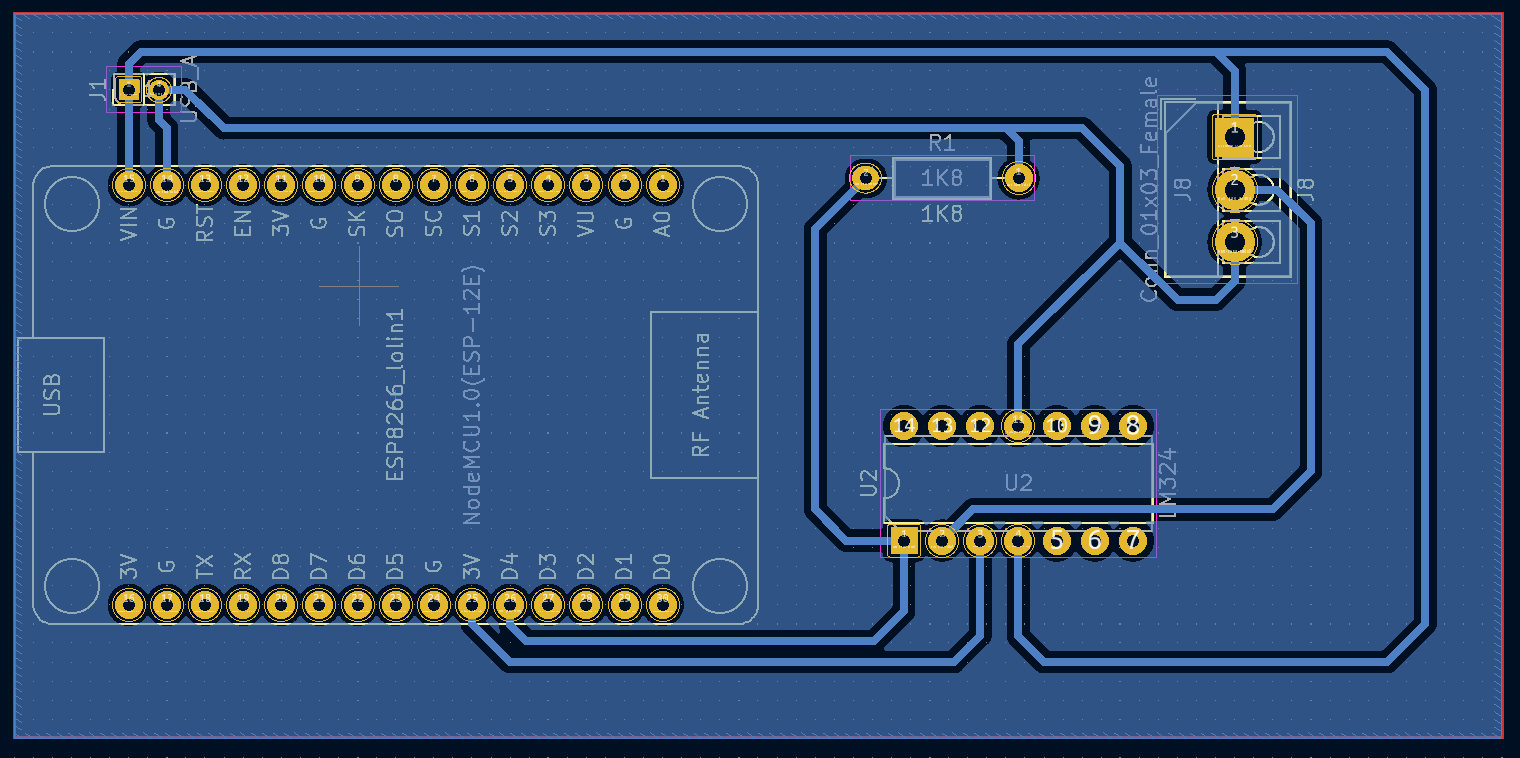 J1
USB_A
R1
1K8
1K8
Conn_01x03_Female
J8
J8
1
2
3
VIN
G
RST
EN
3V
G
SK
SO
SC
S1
S2
S3
VU
G
A0
USB
ESP8266_lolin1
NodeMCU1.0(ESP-12E)
RF Antenna
14
13
12
11
10
9
8
U2
U2
LM324
1
2
3
4
5
6
7
3V
G
TX
RX
D8
D7
D6
D5
G
3V
D4
D3
D2
D1
D0